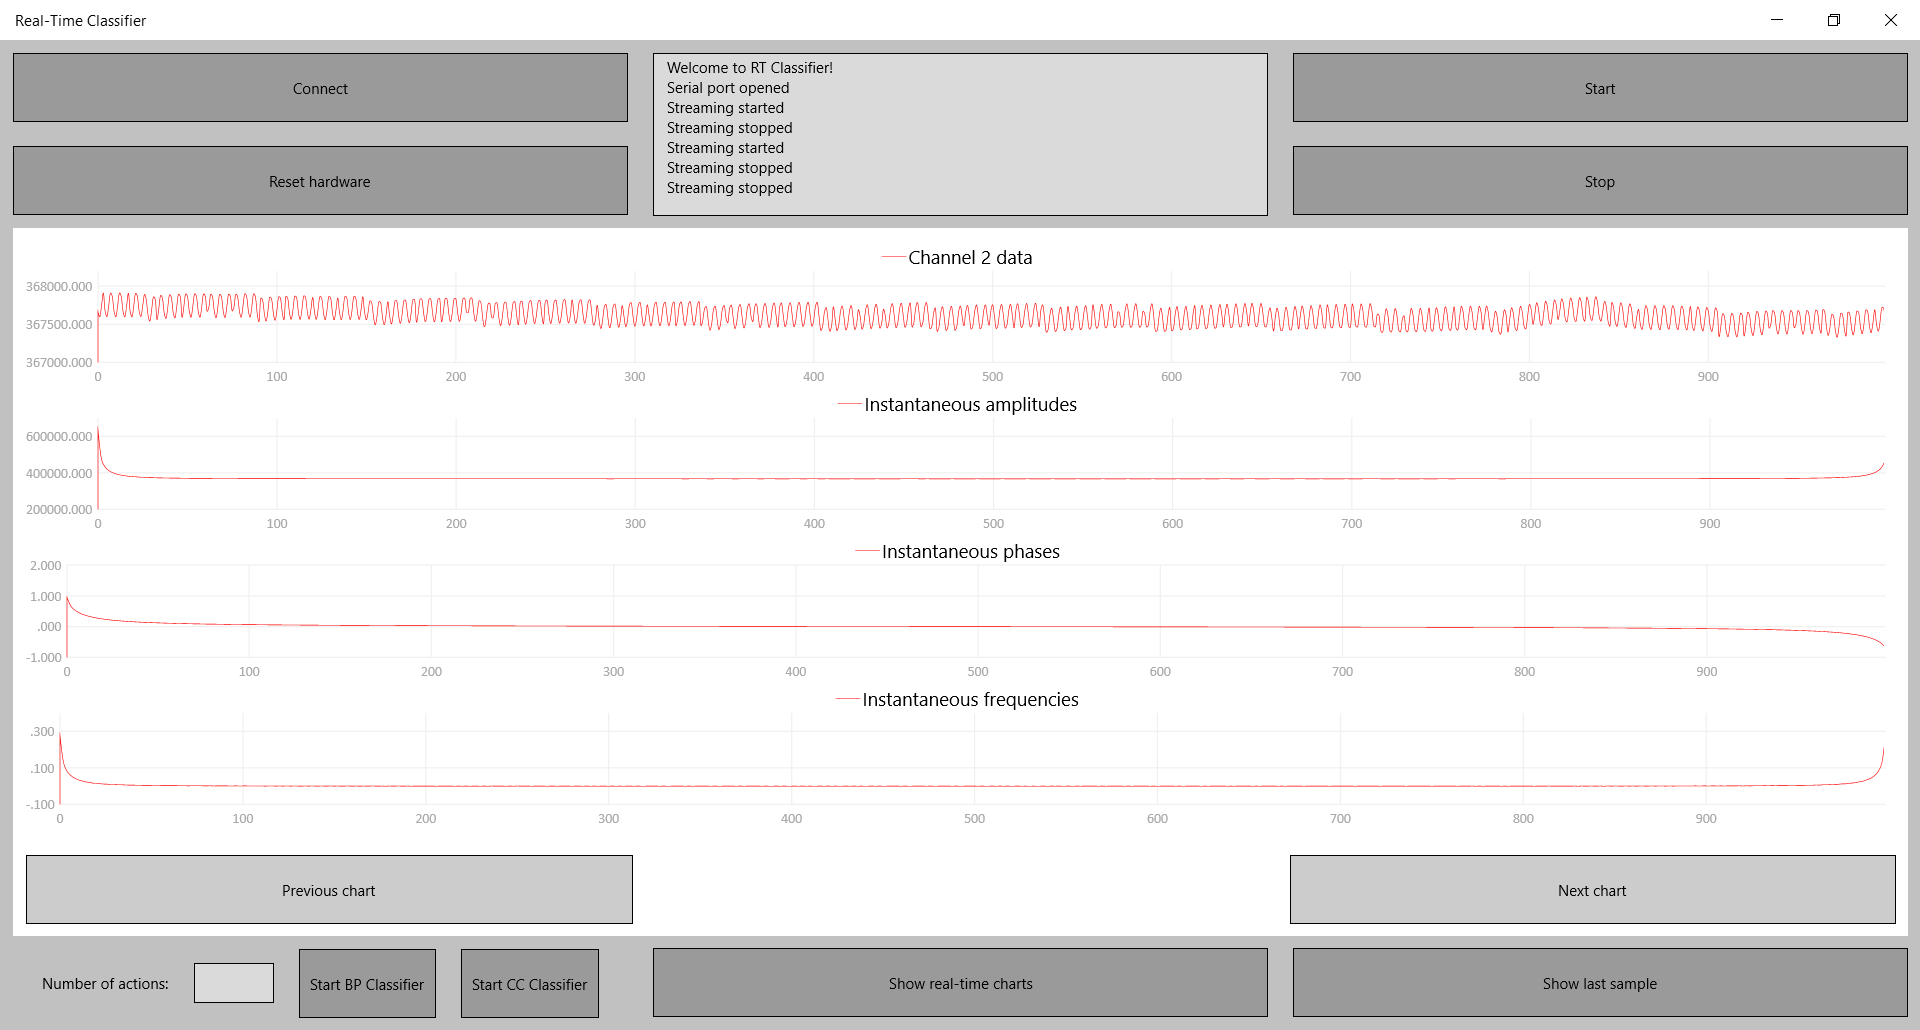 Real-Time Classifier
Connect
Reset hardware
Welcome to RT Classifier!
Serial port opened
Streaming started
Streaming stopped
Streaming started
Streaming stopped
Streaming stopped
Start
Stop
Channel 2 data
368000.000
367500.000
367000.000
0 100 200 300 400 500 600 700 800 900
Instantaneous amplitudes
600000.000
400000.000
200000.000
0 100 200 300 400 500 600 700 800 900
Instantaneous phases
2.000
1.000
.000
-1.000
0 100 200 300 400 500 600 700 800 900
Instantaneous frequencies
.300
.100
-.100
0 100 200 300 400 500 600 700 800 900
Previous chart
Next chart
Number of actions:
Start BP Classifier
Start CC Classifier
Show real-time charts
Show last sample